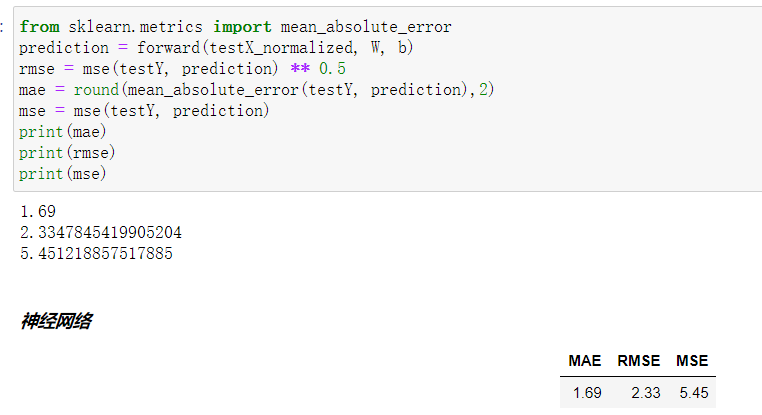 : from sklearn.metrics import mean_absolute_error
prediction = forward(testX_normalized, W, b)
rmse = mse(testY, prediction) ** 0.5
mae = round(mean_absolute_error(testY, prediction),2)
mse = mse(testY, prediction)
print(mae)
print(rmse)
print(mse)
1.69
2.3347845419905204
5.451218857517885
神经网络
MAE RMSE MSE
1.69 2.33 5.45